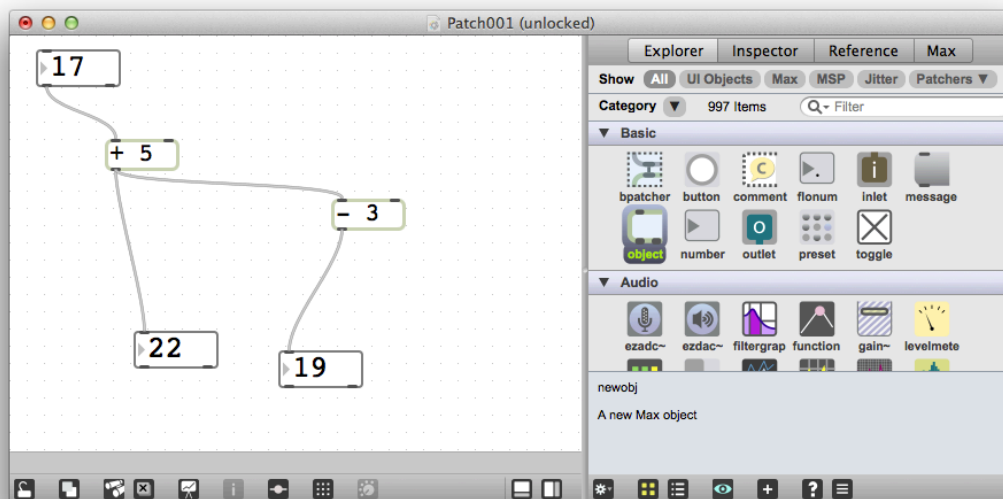 Patch001 (unlocked)
17
+ 5
- 3
22
19
Explorer Inspector Reference Max
Show All UI Objects Max MSP Jitter Patchers ▼
Category ▼ 997 Items Filter
▼ Basic
bpatcher button comment flonum inlet message
object number outlet preset toggle
▼ Audio
ezadc~ ezdac~ filtergrap function gain~ levelmete
newobj
A new Max object